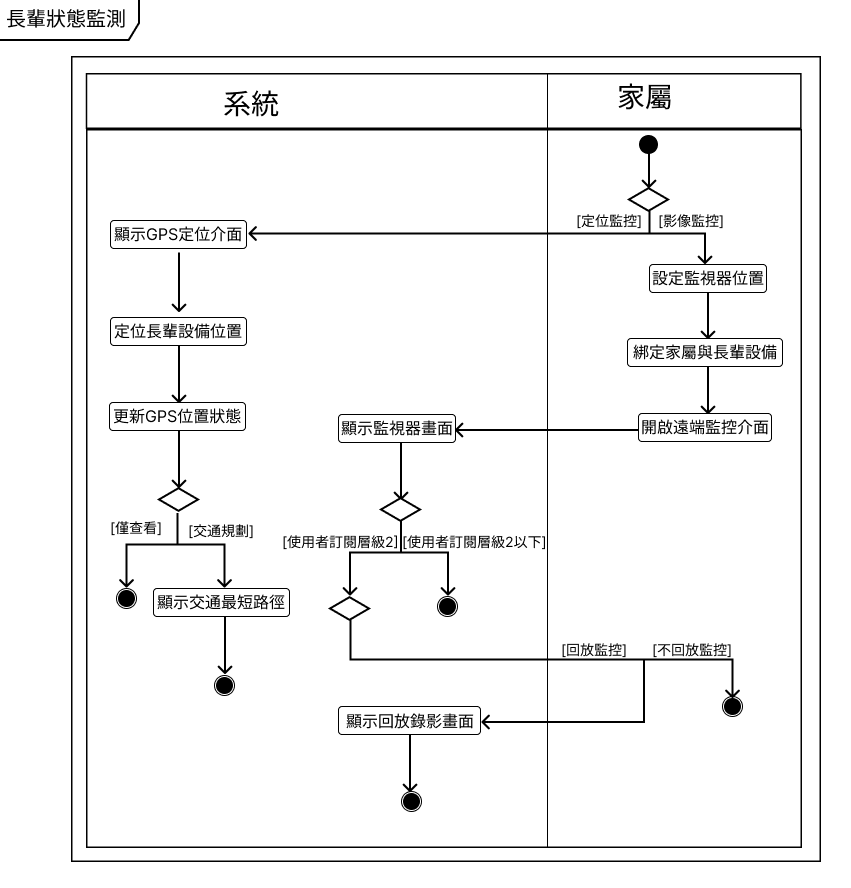 長輩狀態監測
系統
家屬
[定位監控]
[影像監控]
顯示GPS定位介面
設定監視器位置
定位長輩設備位置
綁定家屬與長輩設備
更新GPS位置狀態
顯示監視器畫面
開啟遠端監控介面
[僅查看]
[交通規劃]
[使用者訂閱層級2]
[使用者訂閱層級2以下]
顯示交通最短路徑
[回放監控]
[不回放監控]
顯示回放錄影畫面